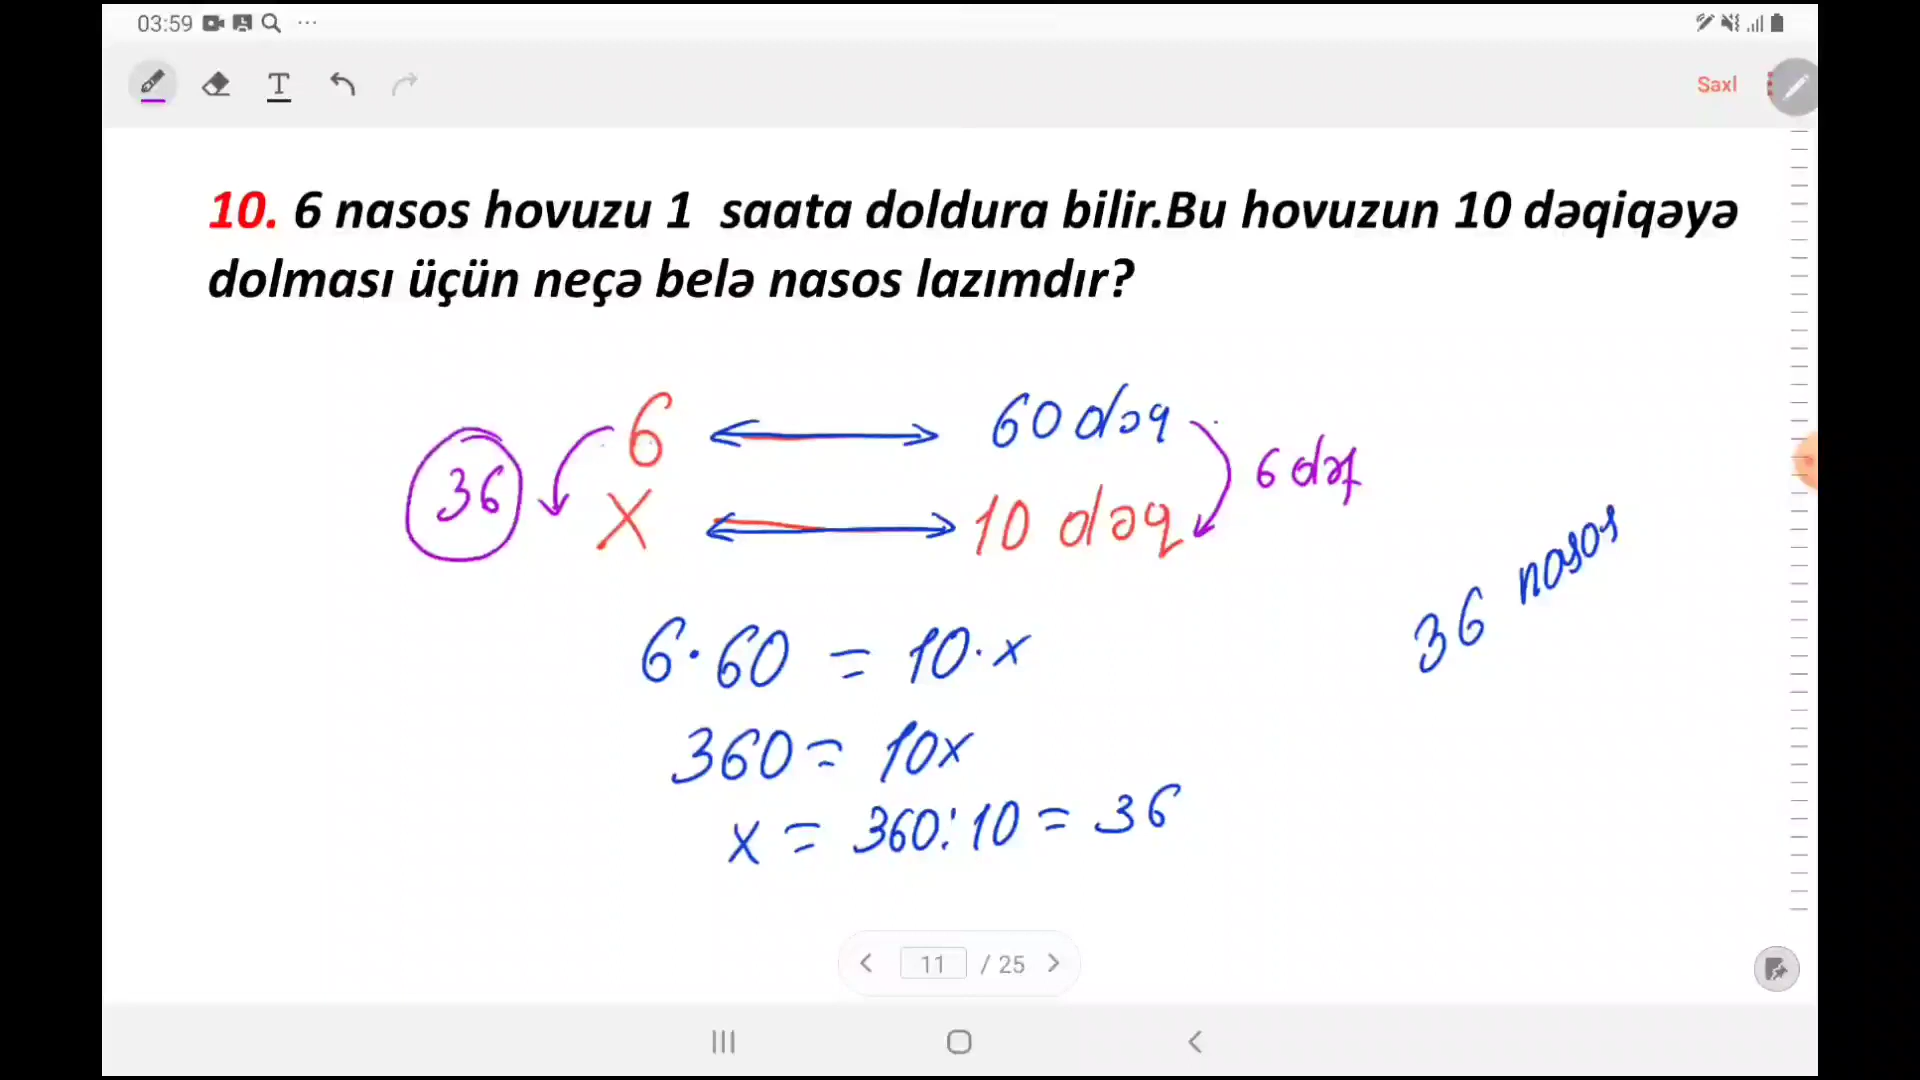 03:59 ...
T
Saxl
10. 6 nasos hovuzu 1 saata doldura bilir.Bu hovuzun 10 dəqiqəyə
dolması üçün neçə belə nasos lazımdır?
6 60 dəq
36 6 dəf
X 10 dəq
36 nasos
6·60 = 10·x
360 = 10x
x = 360:10 = 36
11 / 25